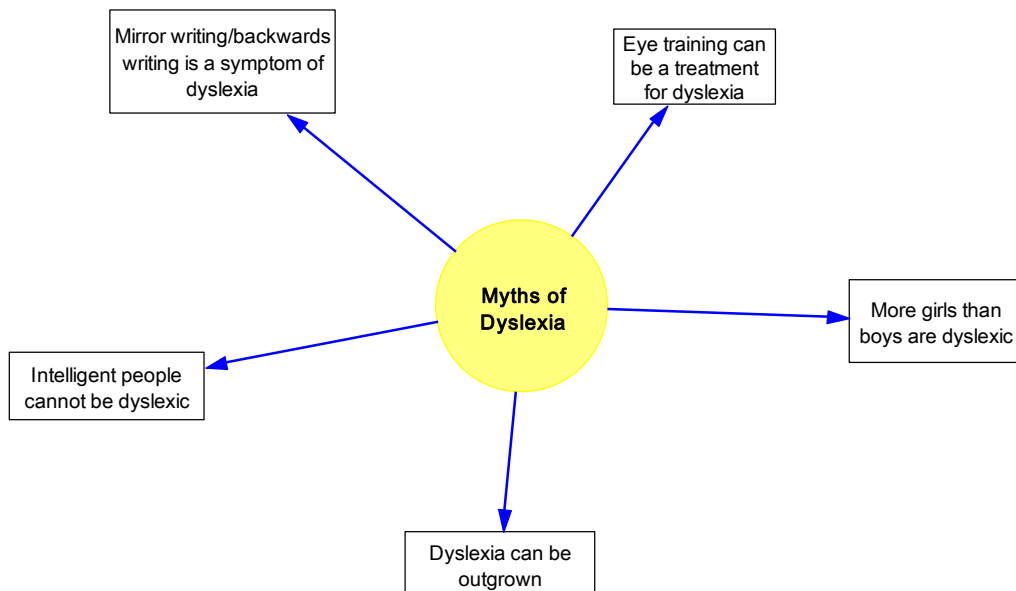 Mirror writing/backwards
writing is a symptom of
dyslexia
Eye training can
be a treatment
for dyslexia
Myths of
Dyslexia
More girls than
boys are dyslexic
Intelligent people
cannot be dyslexic
Dyslexia can be
outgrown